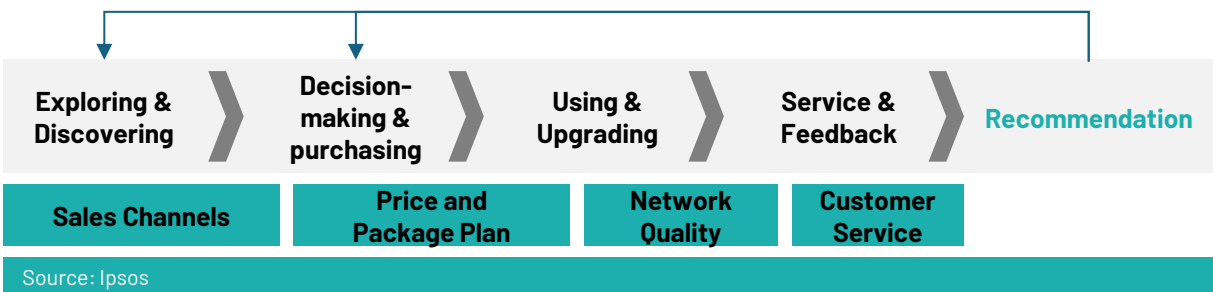 Exploring &
Discovering
Decision-
making &
purchasing
Using &
Upgrading
Service &
Feedback
Recommendation
Sales Channels
Price and
Package Plan
Network
Quality
Customer
Service
Source: Ipsos